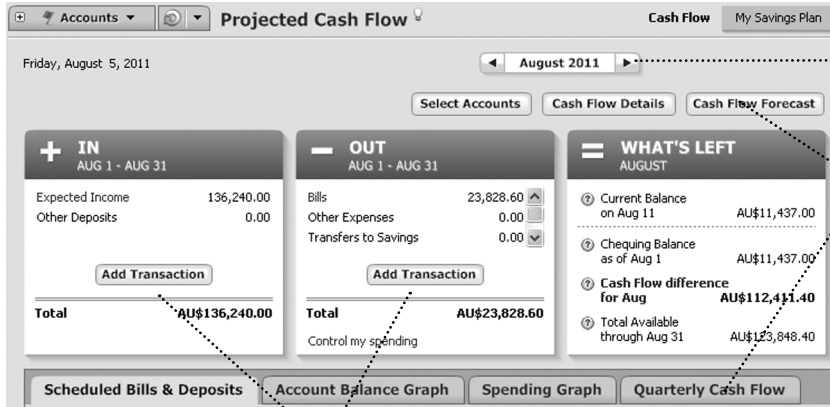 Accounts
Projected Cash Flow
Cash Flow
My Savings Plan
Friday, August 5, 2011
August 2011
Select Accounts
Cash Flow Details
Cash Flow Forecast
IN
AUG 1 - AUG 31
Expected Income 136,240.00
Other Deposits 0.00
Add Transaction
Total AU$136,240.00
OUT
AUG 1 - AUG 31
Bills 23,828.60
Other Expenses 0.00
Transfers to Savings 0.00
Add Transaction
Total AU$23,828.60
Control my spending
WHAT'S LEFT
AUGUST
Current Balance
on Aug 11 AU$11,437.00
Chequing Balance
as of Aug 1 AU$11,437.00
Cash Flow difference
for Aug AU$112,411.40
Total Available
through Aug 31 AU$123,848.40
Scheduled Bills & Deposits
Account Balance Graph
Spending Graph
Quarterly Cash Flow